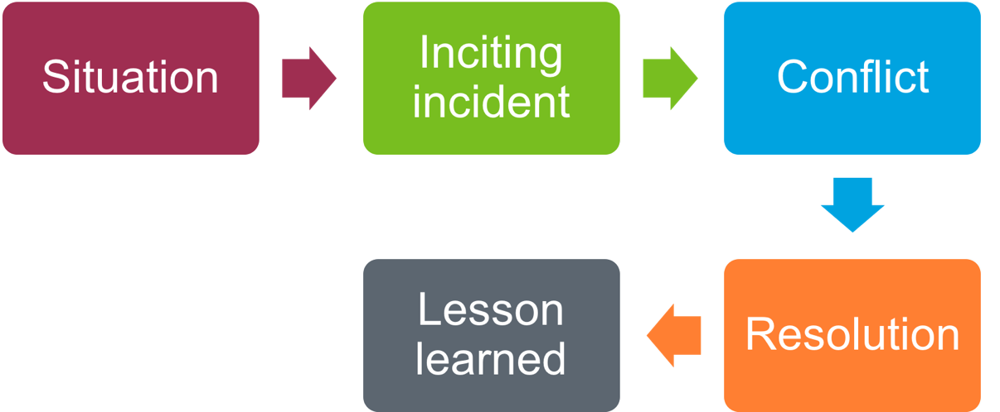 Situation
Inciting
incident
Conflict
Resolution
Lesson
learned